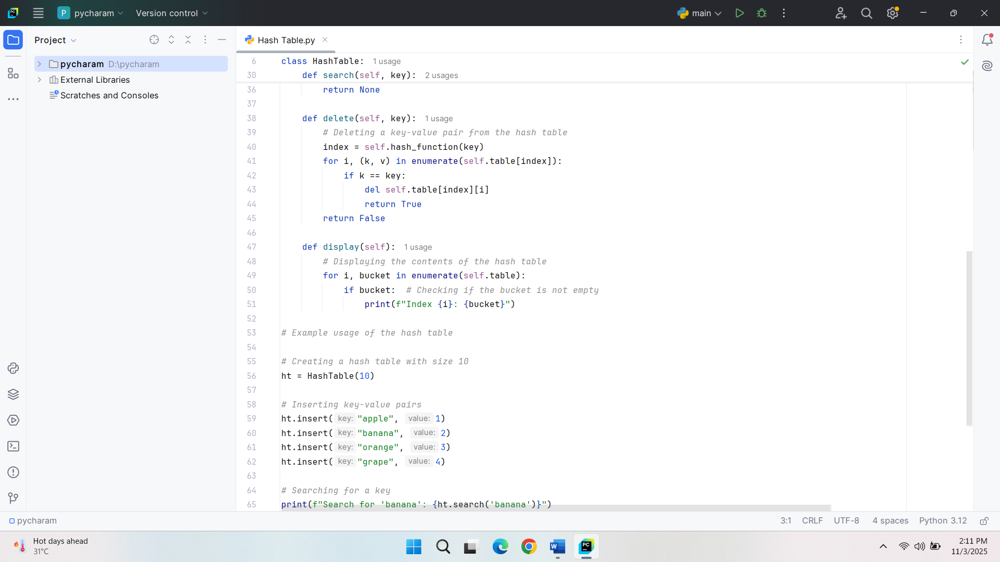 P pycharam Version control main
Project
Hash Table.py
pycharam D:\pycharam
External Libraries
Scratches and Consoles
6 class HashTable: 1 usage
30 def search(self, key): 2 usages
36 return None
37
38 def delete(self, key): 1 usage
39 # Deleting a key-value pair from the hash table
40 index = self.hash_function(key)
41 for i, (k, v) in enumerate(self.table[index]):
42 if k == key:
43 del self.table[index][i]
44 return True
45 return False
46
47 def display(self): 1 usage
48 # Displaying the contents of the hash table
49 for i, bucket in enumerate(self.table):
50 if bucket:  # Checking if the bucket is not empty
51 print(f"Index {i}: {bucket}")
52
53 # Example usage of the hash table
54
55 # Creating a hash table with size 10
56 ht = HashTable(10)
57
58 # Inserting key-value pairs
59 ht.insert( key: "apple", value: 1)
60 ht.insert( key: "banana", value: 2)
61 ht.insert( key: "orange", value: 3)
62 ht.insert( key: "grape", value: 4)
63
64 # Searching for a key
65 print(f"Search for 'banana': {ht.search('banana')}")
pycharam 3:1 CRLF UTF-8 4 spaces Python 3.12
Hot days ahead
31°C
2:11 PM
11/3/2025